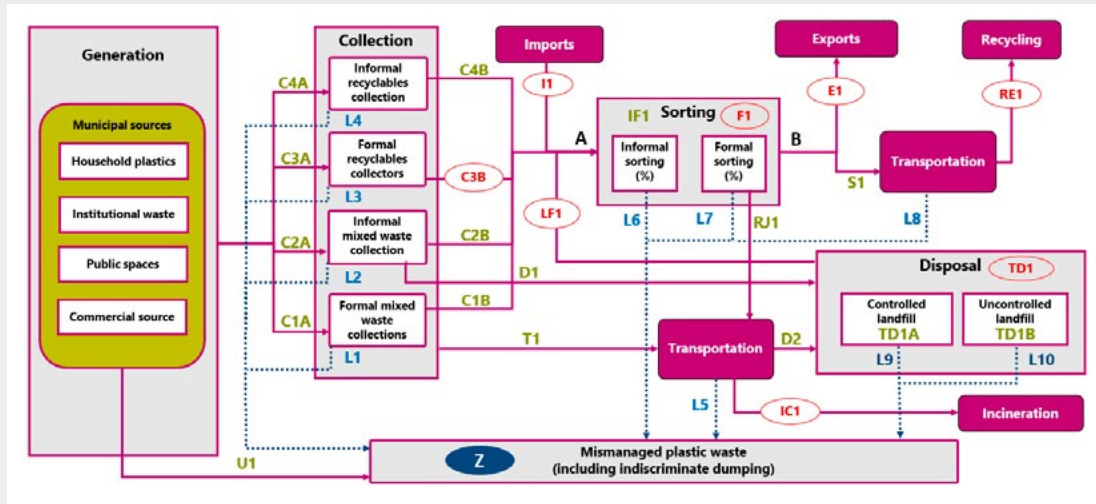 Generation
Municipal sources
Household plastics
Institutional waste
Public spaces
Commercial source
U1
C4A
C3A
C2A
C1A
Collection
Informal
recyclables
collection
L4
Formal
recyclables
collectors
L3
Informal
mixed waste
collection
L2
Formal mixed
waste
collections
L1
C4B
C3B
C2B
C1B
D1
T1
Imports
I1
A
LF1
IF1
Sorting
F1
Informal
sorting
(%)
Formal
sorting
(%)
L6
L7
RJ1
B
Exports
E1
S1
Recycling
RE1
Transportation
L8
Disposal
TD1
Controlled
landfill
TD1A
Uncontrolled
landfill
TD1B
L9
L10
Transportation
D2
L5
IC1
Incineration
Z
Mismanaged plastic waste
(including indiscriminate dumping)